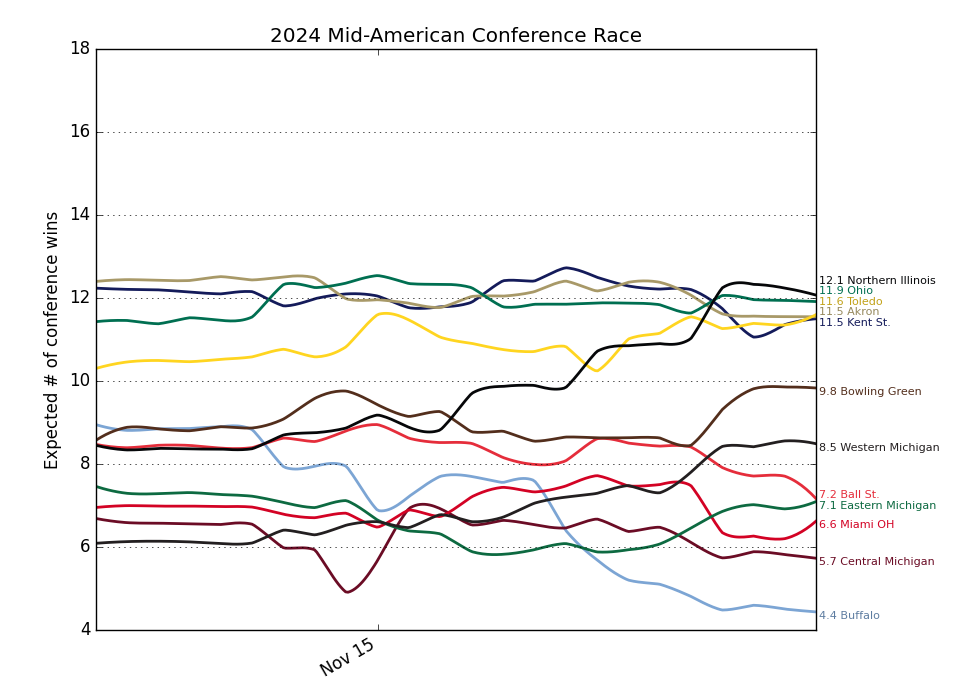 2024 Mid-American Conference Race
Expected # of conference wins
18
16
14
12
10
8
6
4
Nov 15
12.1 Northern Illinois
11.9 Ohio
11.6 Toledo
11.5 Akron
11.5 Kent St.
9.8 Bowling Green
8.5 Western Michigan
7.2 Ball St.
7.1 Eastern Michigan
6.6 Miami OH
5.7 Central Michigan
4.4 Buffalo